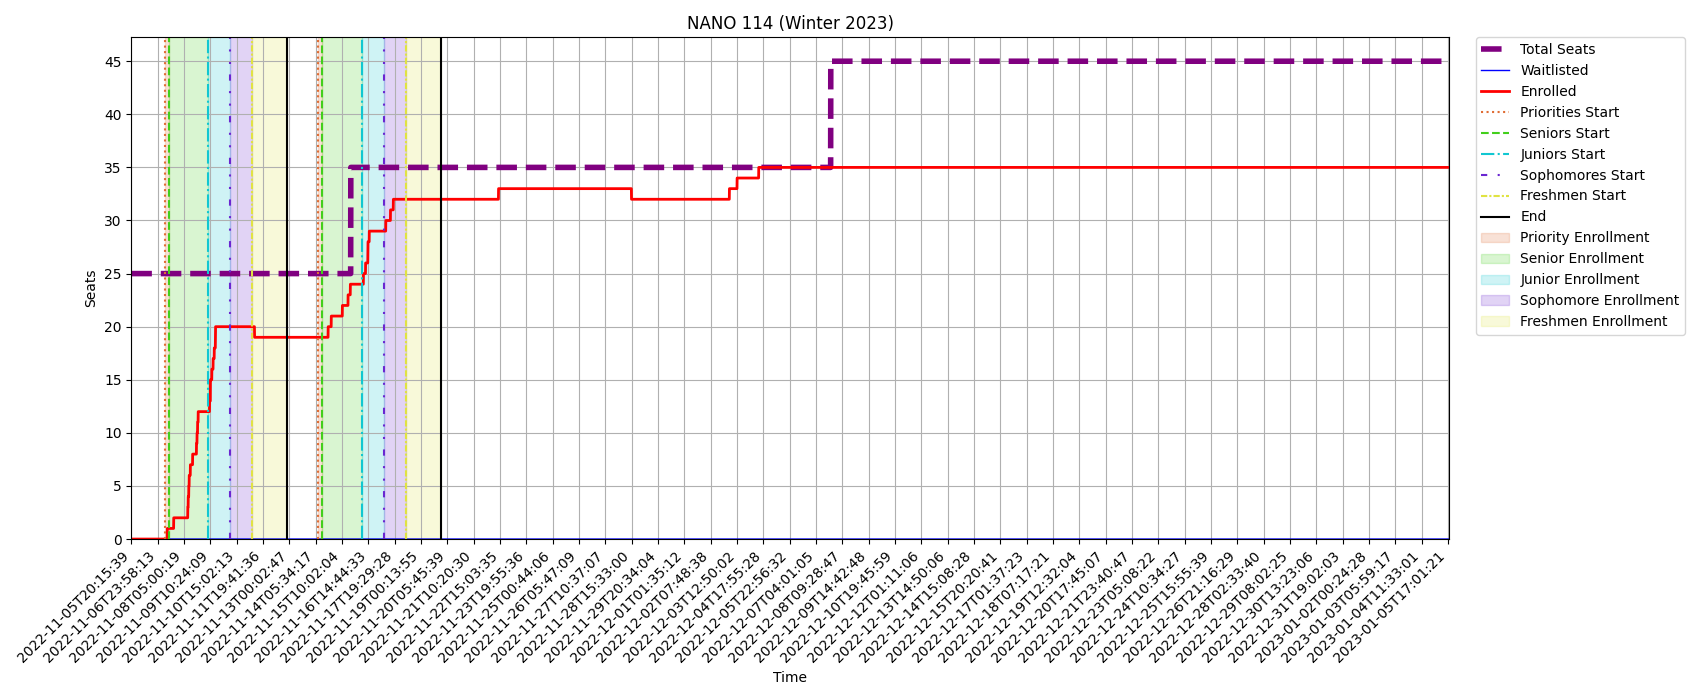 NANO 114 (Winter 2023)
Seats
45
40
35
30
25
20
15
10
5
0
2022-11-05T20:15:39
2022-11-06T23:58:13
2022-11-08T05:00:19
2022-11-09T10:24:09
2022-11-10T15:02:13
2022-11-11T19:41:36
2022-11-13T00:02:47
2022-11-14T05:34:17
2022-11-15T10:02:04
2022-11-16T14:44:33
2022-11-17T19:29:28
2022-11-19T00:13:55
2022-11-20T05:45:39
2022-11-21T10:20:30
2022-11-22T15:03:35
2022-11-23T19:55:36
2022-11-25T00:44:06
2022-11-26T05:47:09
2022-11-27T10:37:07
2022-11-28T15:33:00
2022-11-29T20:34:04
2022-12-01T01:35:12
2022-12-02T07:48:38
2022-12-03T12:50:02
2022-12-04T17:55:28
2022-12-05T22:56:32
2022-12-07T04:01:05
2022-12-08T09:28:47
2022-12-09T14:42:48
2022-12-10T19:45:59
2022-12-12T01:11:06
2022-12-13T14:50:06
2022-12-14T15:08:28
2022-12-15T20:20:41
2022-12-17T01:37:23
2022-12-18T07:17:21
2022-12-19T12:32:04
2022-12-20T17:45:07
2022-12-21T23:40:47
2022-12-23T05:08:22
2022-12-24T10:34:27
2022-12-25T15:55:39
2022-12-26T21:16:29
2022-12-28T02:33:40
2022-12-29T08:02:25
2022-12-30T13:23:06
2022-12-31T19:02:03
2023-01-02T00:24:28
2023-01-03T05:59:17
2023-01-04T11:33:01
2023-01-05T17:01:21
Time
Total Seats
Waitlisted
Enrolled
Priorities Start
Seniors Start
Juniors Start
Sophomores Start
Freshmen Start
End
Priority Enrollment
Senior Enrollment
Junior Enrollment
Sophomore Enrollment
Freshmen Enrollment